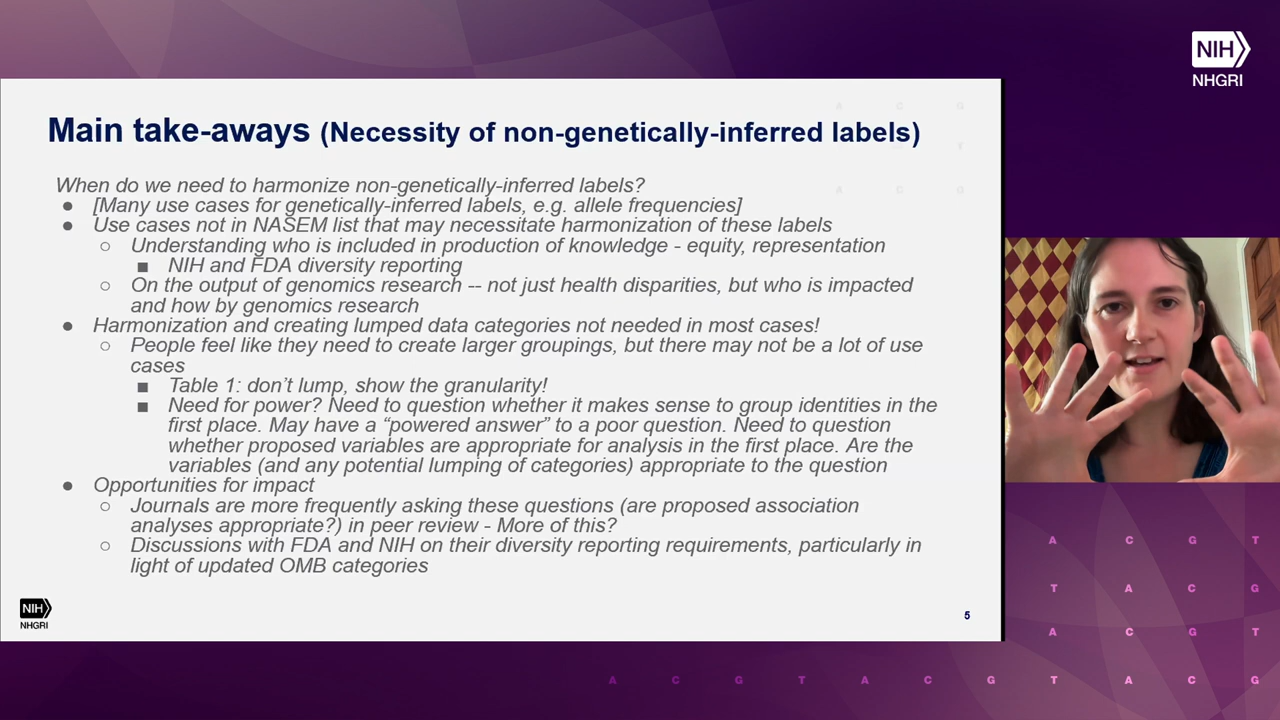 NIH
NHGRI
Main take-aways (Necessity of non-genetically-inferred labels)
When do we need to harmonize non-genetically-inferred labels?
● [Many use cases for genetically-inferred labels, e.g. allele frequencies]
● Use cases not in NASEM list that may necessitate harmonization of these labels
○ Understanding who is included in production of knowledge - equity, representation
■ NIH and FDA diversity reporting
○ On the output of genomics research -- not just health disparities, but who is impacted
and how by genomics research
● Harmonization and creating lumped data categories not needed in most cases!
○ People feel like they need to create larger groupings, but there may not be a lot of use
cases
■ Table 1: don't lump, show the granularity!
■ Need for power? Need to question whether it makes sense to group identities in the
first place. May have a “powered answer” to a poor question. Need to question
whether proposed variables are appropriate for analysis in the first place. Are the
variables (and any potential lumping of categories) appropriate to the question
● Opportunities for impact
○ Journals are more frequently asking these questions (are proposed association
analyses appropriate?) in peer review - More of this?
○ Discussions with FDA and NIH on their diversity reporting requirements, particularly in
light of updated OMB categories
NIH
NHGRI
5
A C G
T
A C G
A C G T
T A C G
A C G T
A C G T A C G T A C G